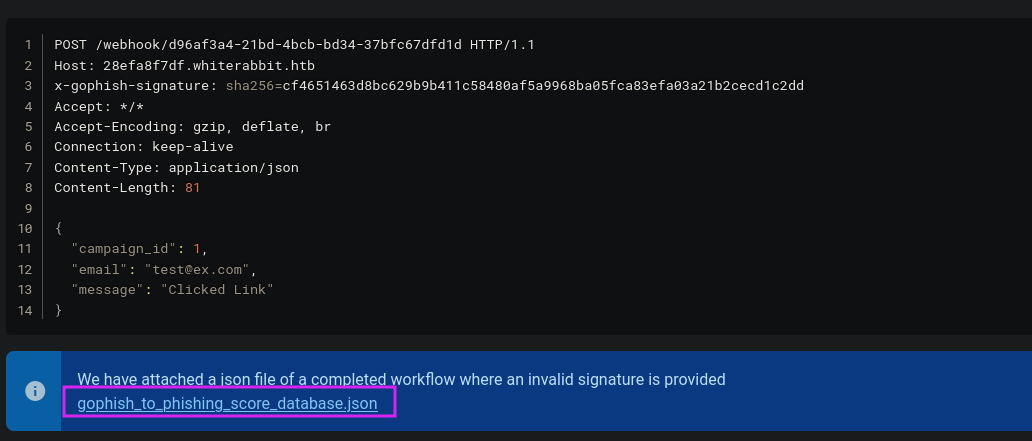 1 POST /webhook/d96af3a4-21bd-4bcb-bd34-37bfc67dfd1d HTTP/1.1
2 Host: 28efa8f7df.whiterabbit.htb
3 x-gophish-signature: sha256=cf4651463d8bc629b9b411c58480af5a9968ba05fca83efa03a21b2cecd1c2dd
4 Accept: */*
5 Accept-Encoding: gzip, deflate, br
6 Connection: keep-alive
7 Content-Type: application/json
8 Content-Length: 81
9
10 {
11   "campaign_id": 1,
12   "email": "test@ex.com",
13   "message": "Clicked Link"
14 }
We have attached a json file of a completed workflow where an invalid signature is provided
gophish_to_phishing_score_database.json